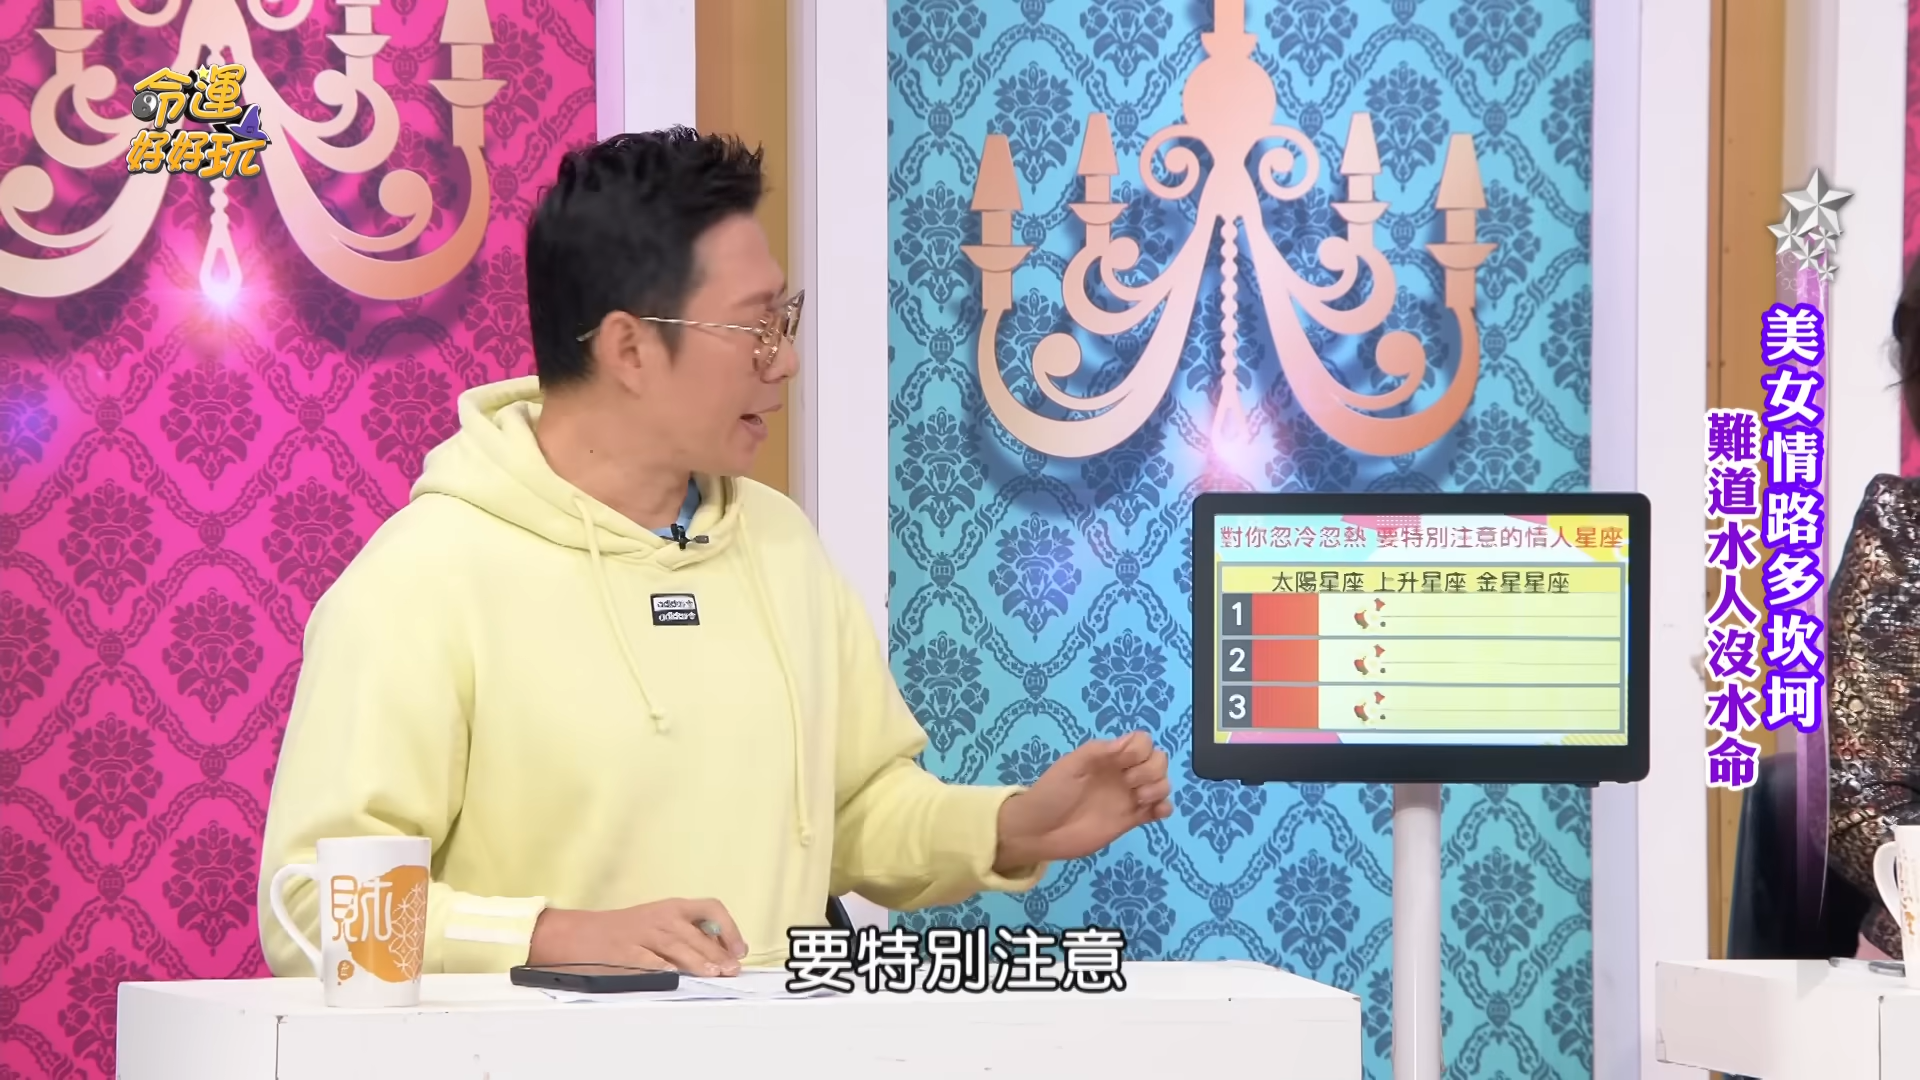 命運
好好玩
美女情路多坎坷
難道水人沒水命
對你忽冷忽熱 要特別注意的情人星座
太陽星座 上升星座 金星星座
1
2
3
財
要特別注意